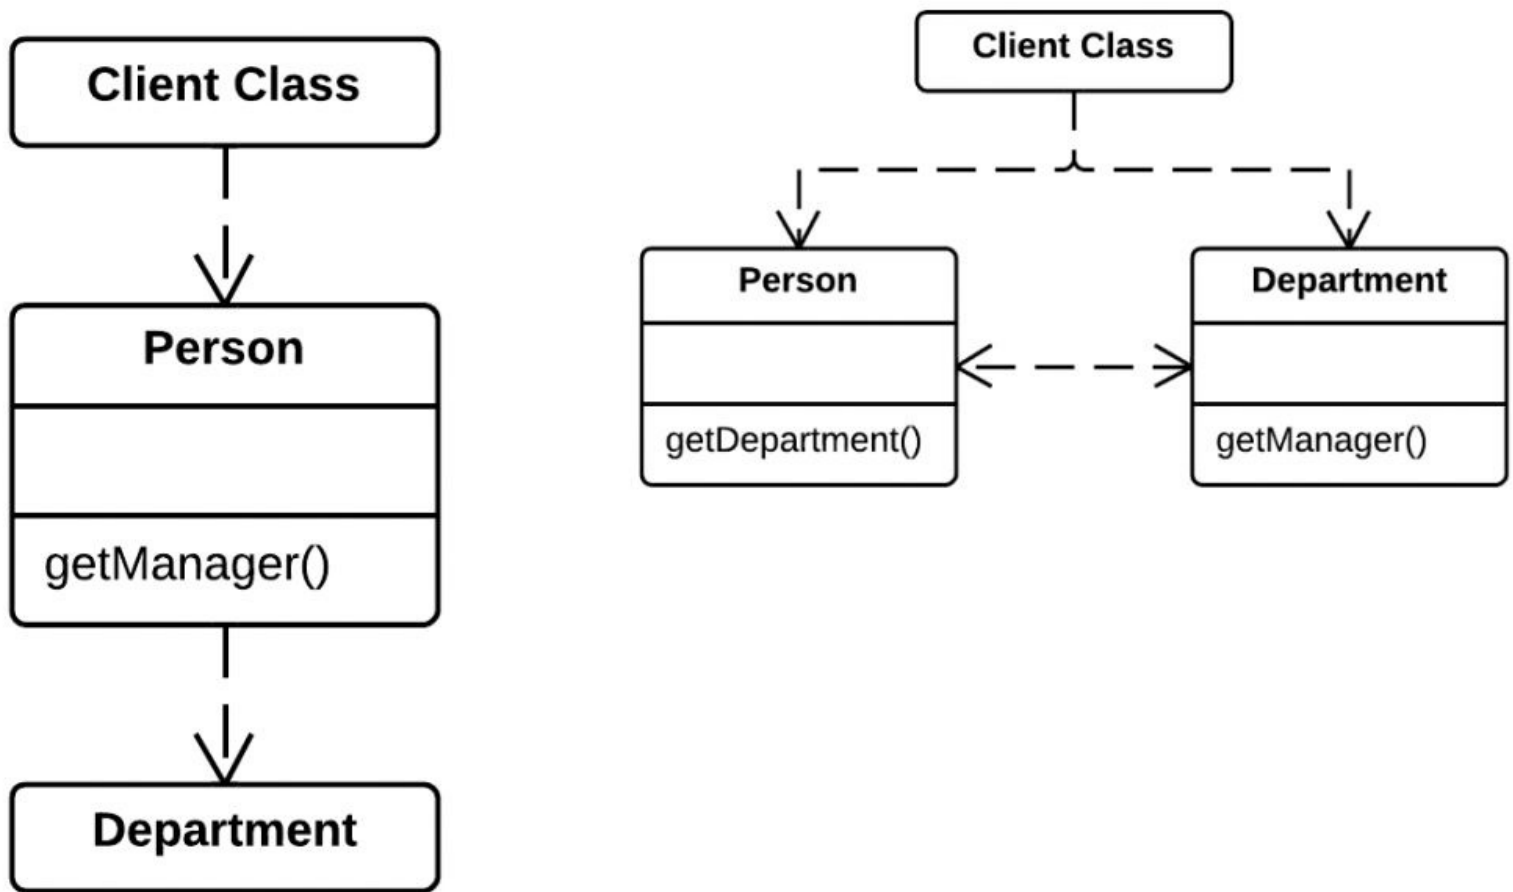 Client Class
Person
getManager()
Department
Client Class
Person
getDepartment()
Department
getManager()